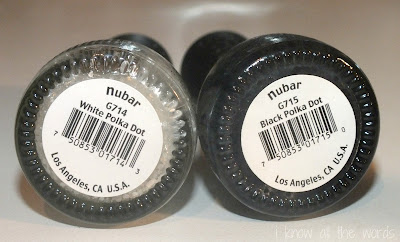 nubar
G714
White Polka Dot
7 50853 01714 3
Los Angeles, CA U.S.A.
nubar
G715
Black Polka Dot
7 50853 01715 0
Los Angeles, CA U.S.A.
i know all the words